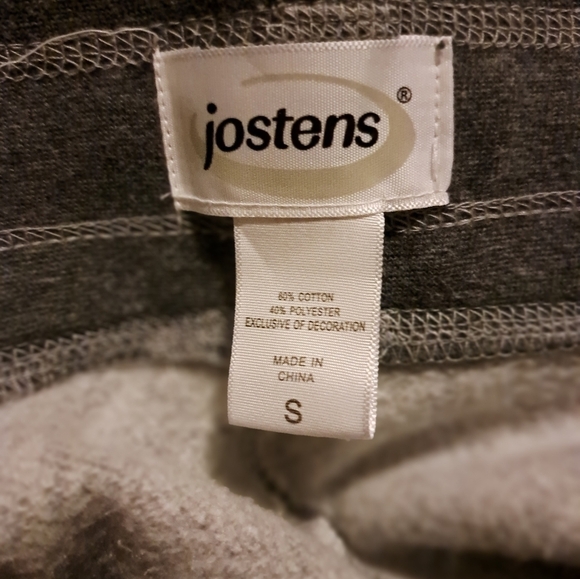 jostens®
60% COTTON
40% POLYESTER
EXCLUSIVE OF DECORATION
MADE IN
CHINA
S